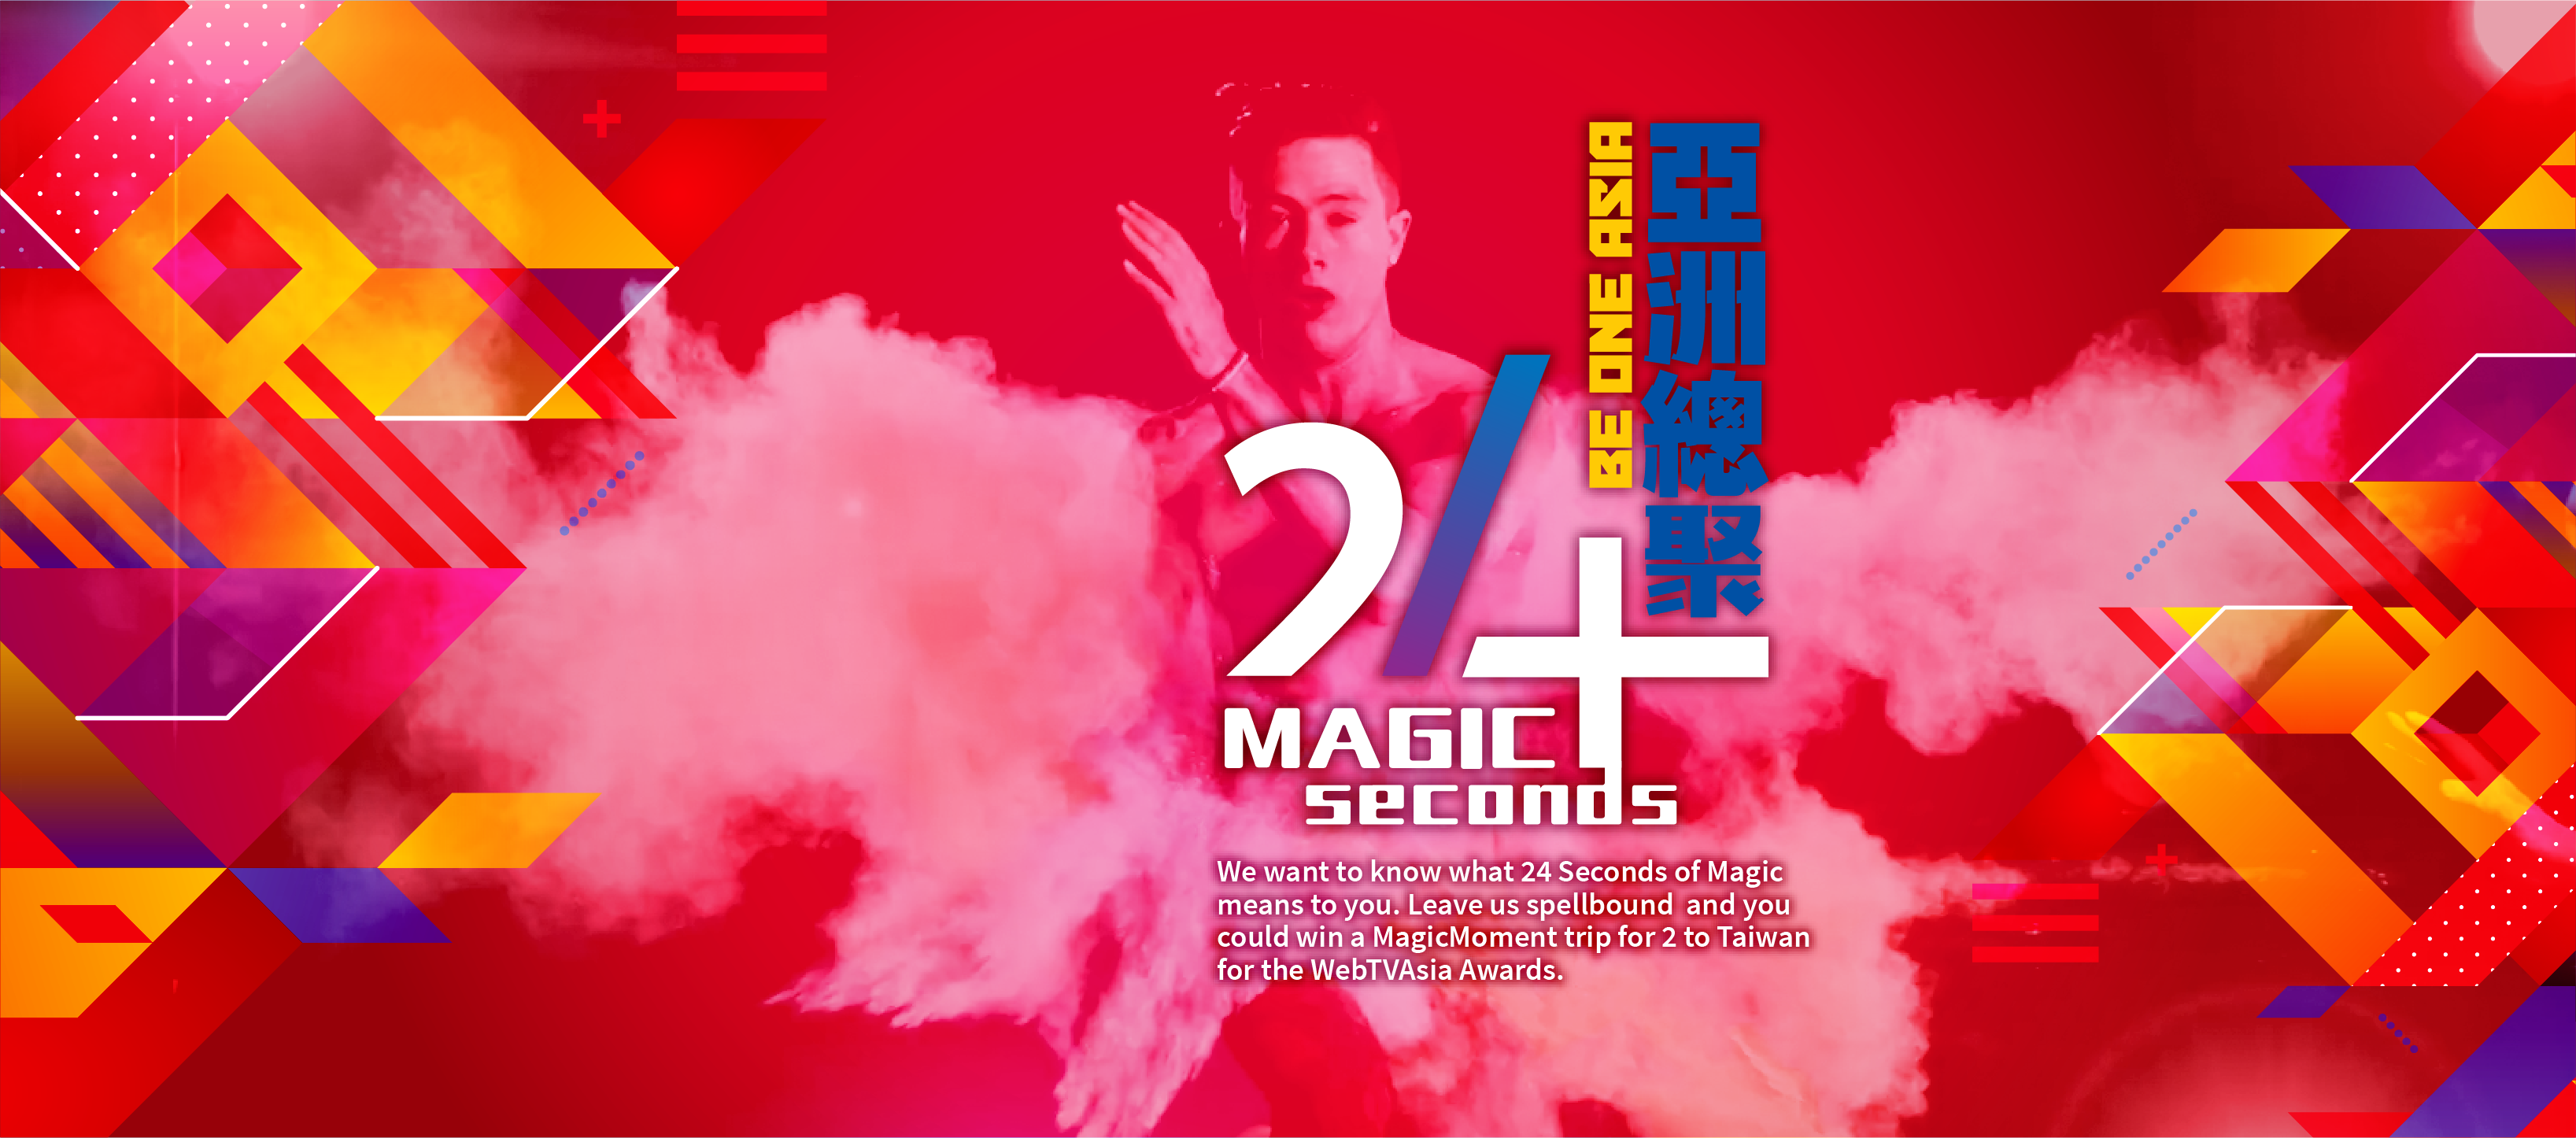 BE ONE ASIA
亞洲總聚
24
MAGIC
seconds
We want to know what 24 Seconds of Magic
means to you. Leave us spellbound  and you
could win a MagicMoment trip for 2 to Taiwan
for the WebTVAsia Awards.